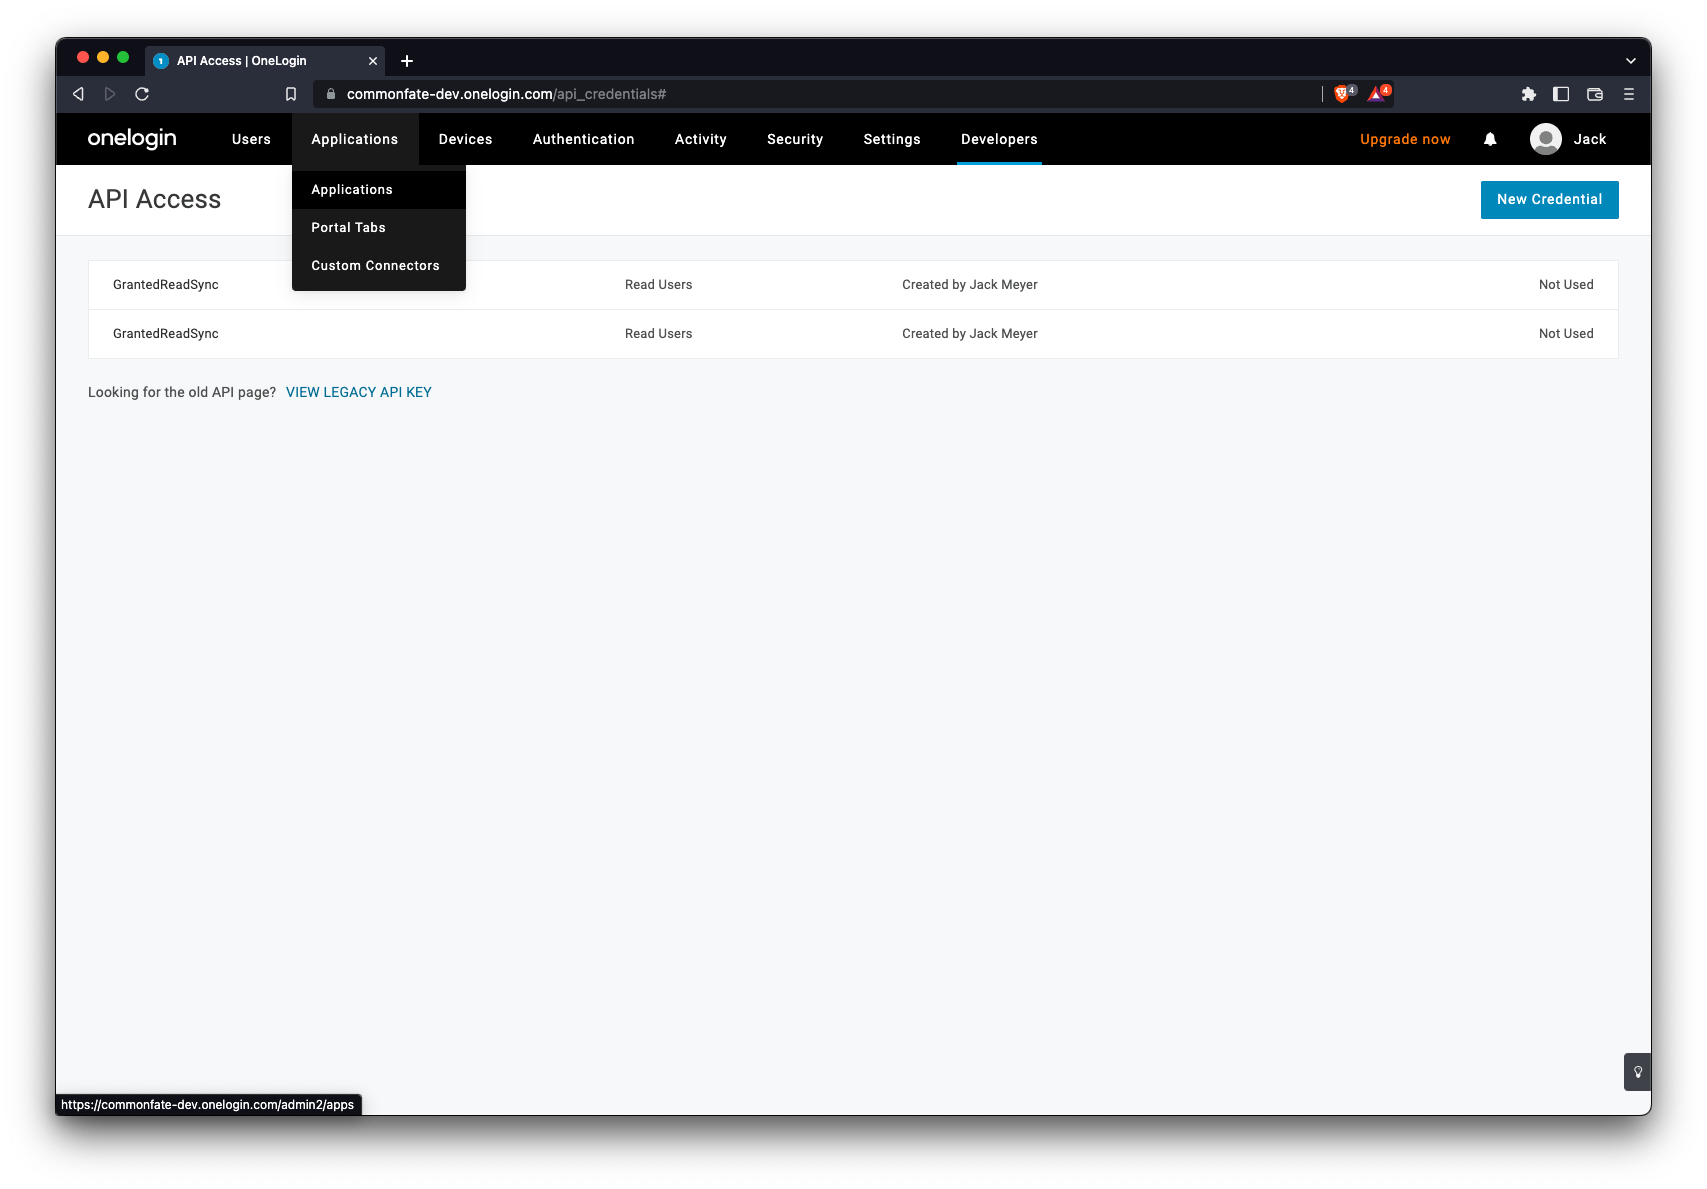 API Access | OneLogin
commonfate-dev.onelogin.com/api_credentials#
4
4
onelogin
Users
Applications
Devices
Authentication
Activity
Security
Settings
Developers
Upgrade now
Jack
Applications
Portal Tabs
Custom Connectors
API Access
New Credential
GrantedReadSync Read Users Created by Jack Meyer Not Used
GrantedReadSync Read Users Created by Jack Meyer Not Used
Looking for the old API page? VIEW LEGACY API KEY
https://commonfate-dev.onelogin.com/admin2/apps